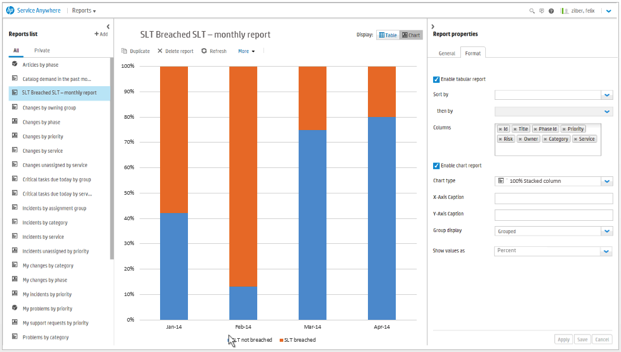 hp Service Anywhere Reports
zilber, felix
Reports list
+ Add
All Private
Articles by phase
Catalog demand in the past mo...
SLT Breached SLT – monthly report
Changes by owning group
Changes by phase
Changes by priority
Changes by service
Changes unassigned by service
Critical tasks due today by group
Critical tasks due today by serv...
Incidents by assignment group
Incidents by category
Incidents by service
Incidents unassigned by priority
My changes by category
My changes by phase
My Incidents by priority
My problems by priority
My support requests by priority
Problems by category
SLT Breached SLT – monthly report
Display: Table Chart
Duplicate Delete report Refresh More
100%
90%
80%
70%
60%
50%
40%
30%
20%
10%
0%
Jan-14 Feb-14 Mar-14 Apr-14
SLT not breached SLT breached
Report properties
General Format
Enable tabular report
Sort by
then by
Columns
× Id × Title × Phase Id × Priority
× Risk × Owner × Category × Service
Enable chart report
Chart type 100% Stacked column
X-Axis Caption
Y-Axis Caption
Group display Grouped
Show values as Percent
Apply Save Cancel